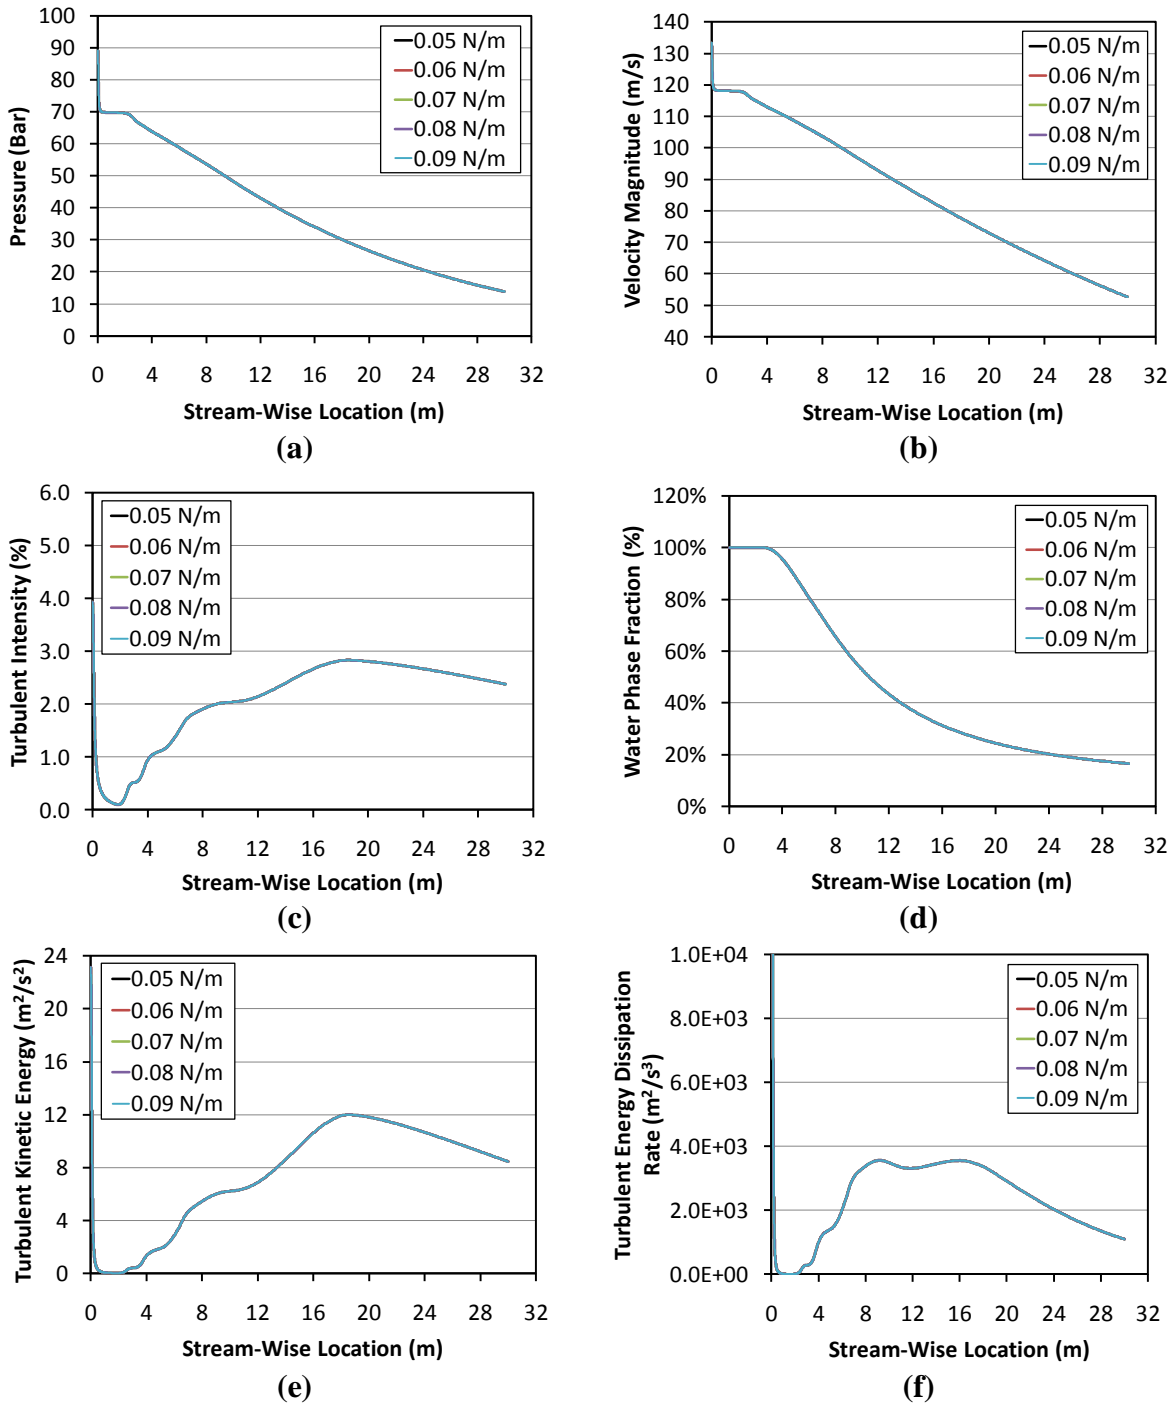 100
90
80
70
60
50
40
30
20
10
0
Pressure (Bar)
0.05 N/m
0.06 N/m
0.07 N/m
0.08 N/m
0.09 N/m
0 4 8 12 16 20 24 28 32
Stream-Wise Location (m)
(a)
140
130
120
110
100
90
80
70
60
50
40
Velocity Magnitude (m/s)
0.05 N/m
0.06 N/m
0.07 N/m
0.08 N/m
0.09 N/m
0 4 8 12 16 20 24 28 32
Stream-Wise Location (m)
(b)
6.0
5.0
4.0
3.0
2.0
1.0
0.0
Turbulent Intensity (%)
0.05 N/m
0.06 N/m
0.07 N/m
0.08 N/m
0.09 N/m
0 4 8 12 16 20 24 28 32
Stream-Wise Location (m)
(c)
120%
100%
80%
60%
40%
20%
0%
Water Phase Fraction (%)
0.05 N/m
0.06 N/m
0.07 N/m
0.08 N/m
0.09 N/m
0 4 8 12 16 20 24 28 32
Stream-Wise Location (m)
(d)
24
20
16
12
8
4
0
Turbulent Kinetic Energy (m²/s²)
0.05 N/m
0.06 N/m
0.07 N/m
0.08 N/m
0.09 N/m
0 4 8 12 16 20 24 28 32
Stream-Wise Location (m)
(e)
1.0E+04
8.0E+03
6.0E+03
4.0E+03
2.0E+03
0.0E+00
Turbulent Energy Dissipation
Rate (m²/s³)
0.05 N/m
0.06 N/m
0.07 N/m
0.08 N/m
0.09 N/m
0 4 8 12 16 20 24 28 32
Stream-Wise Location (m)
(f)